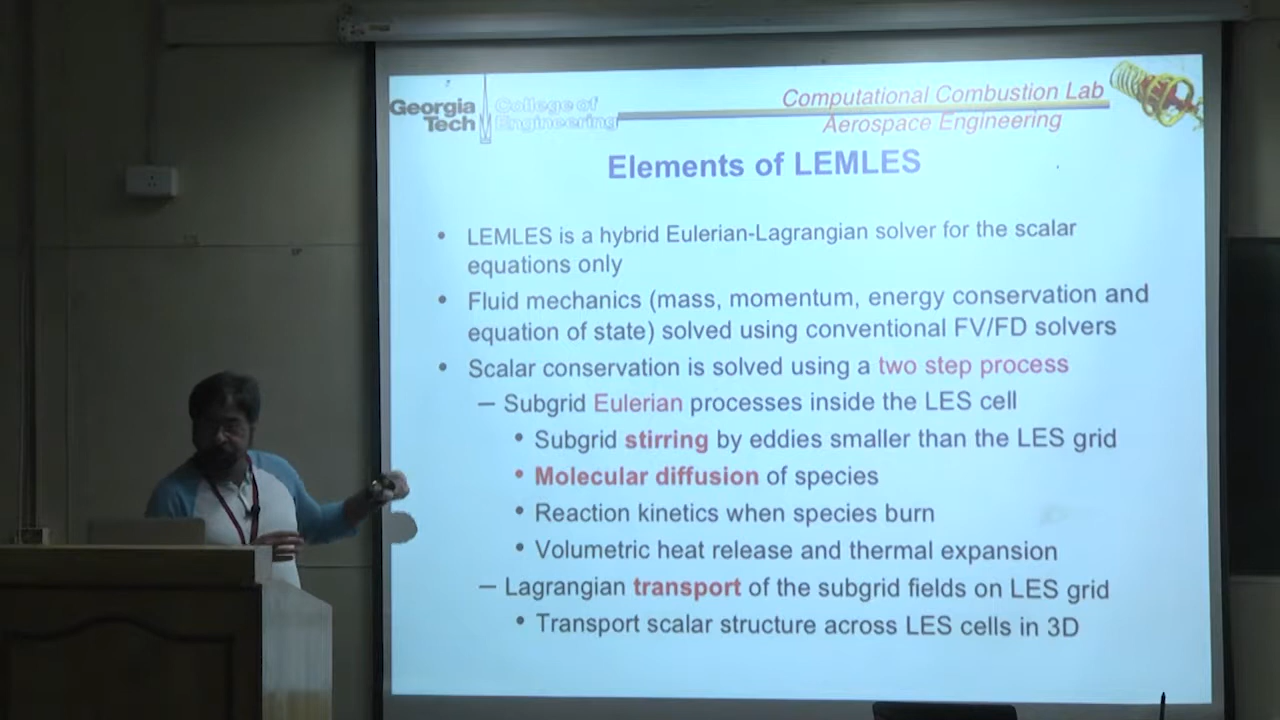 Georgia Tech
College of Engineering
Computational Combustion Lab
Aerospace Engineering
Elements of LEMLES
• LEMLES is a hybrid Eulerian-Lagrangian solver for the scalar
equations only
• Fluid mechanics (mass, momentum, energy conservation and
equation of state) solved using conventional FV/FD solvers
• Scalar conservation is solved using a two step process
– Subgrid Eulerian processes inside the LES cell
• Subgrid stirring by eddies smaller than the LES grid
• Molecular diffusion of species
• Reaction kinetics when species burn
• Volumetric heat release and thermal expansion
– Lagrangian transport of the subgrid fields on LES grid
• Transport scalar structure across LES cells in 3D